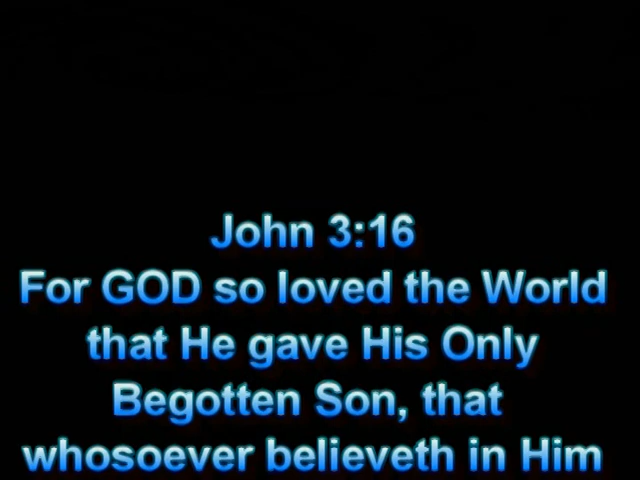 John 3:16
For GOD so loved the World
that He gave His Only
Begotten Son, that
whosoever believeth in Him